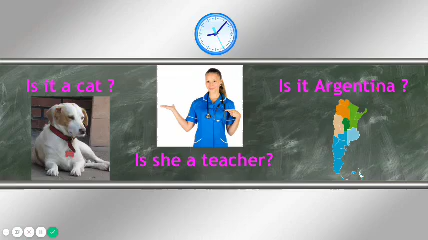 Is it a cat ?
Is she a teacher?
Is it Argentina ?